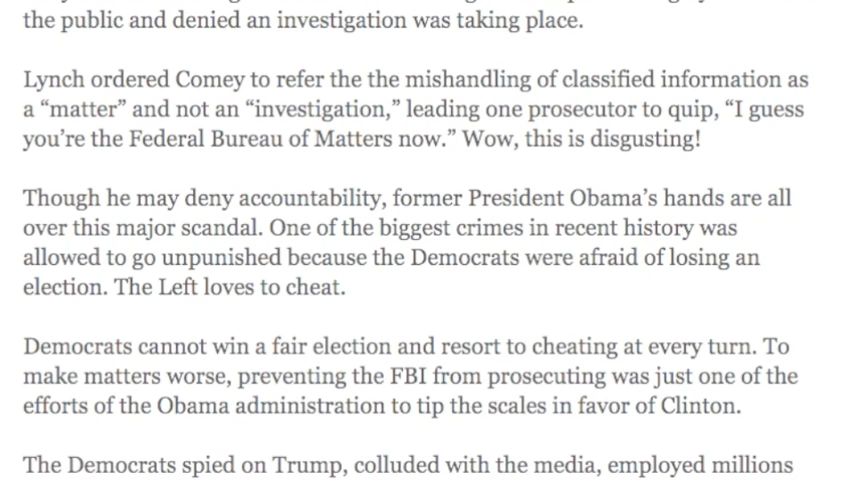 the public and denied an investigation was taking place.
Lynch ordered Comey to refer the the mishandling of classified information as
a “matter” and not an “investigation,” leading one prosecutor to quip, “I guess
you’re the Federal Bureau of Matters now.” Wow, this is disgusting!
Though he may deny accountability, former President Obama’s hands are all
over this major scandal. One of the biggest crimes in recent history was
allowed to go unpunished because the Democrats were afraid of losing an
election. The Left loves to cheat.
Democrats cannot win a fair election and resort to cheating at every turn. To
make matters worse, preventing the FBI from prosecuting was just one of the
efforts of the Obama administration to tip the scales in favor of Clinton.
The Democrats spied on Trump, colluded with the media, employed millions